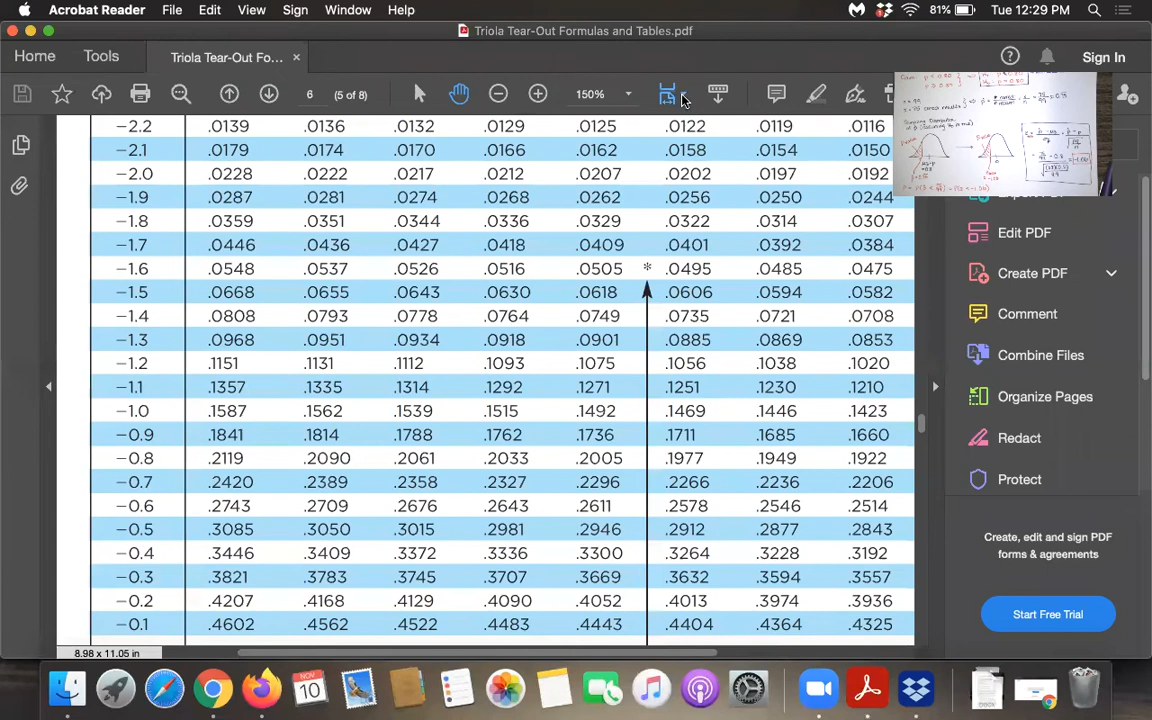 Acrobat Reader File Edit View Sign Window Help 81% Tue 12:29 PM
Triola Tear-Out Formulas and Tables.pdf
Home Tools Triola Tear-Out Fo... × Sign In
6 (5 of 8) 150%
−2.2 .0139 .0136 .0132 .0129 .0125 .0122 .0119 .0116
−2.1 .0179 .0174 .0170 .0166 .0162 .0158 .0154 .0150
−2.0 .0228 .0222 .0217 .0212 .0207 .0202 .0197 .0192
−1.9 .0287 .0281 .0274 .0268 .0262 .0256 .0250 .0244
−1.8 .0359 .0351 .0344 .0336 .0329 .0322 .0314 .0307
−1.7 .0446 .0436 .0427 .0418 .0409 .0401 .0392 .0384
−1.6 .0548 .0537 .0526 .0516 .0505 * .0495 .0485 .0475
−1.5 .0668 .0655 .0643 .0630 .0618 .0606 .0594 .0582
−1.4 .0808 .0793 .0778 .0764 .0749 .0735 .0721 .0708
−1.3 .0968 .0951 .0934 .0918 .0901 .0885 .0869 .0853
−1.2 .1151 .1131 .1112 .1093 .1075 .1056 .1038 .1020
−1.1 .1357 .1335 .1314 .1292 .1271 .1251 .1230 .1210
−1.0 .1587 .1562 .1539 .1515 .1492 .1469 .1446 .1423
−0.9 .1841 .1814 .1788 .1762 .1736 .1711 .1685 .1660
−0.8 .2119 .2090 .2061 .2033 .2005 .1977 .1949 .1922
−0.7 .2420 .2389 .2358 .2327 .2296 .2266 .2236 .2206
−0.6 .2743 .2709 .2676 .2643 .2611 .2578 .2546 .2514
−0.5 .3085 .3050 .3015 .2981 .2946 .2912 .2877 .2843
−0.4 .3446 .3409 .3372 .3336 .3300 .3264 .3228 .3192
−0.3 .3821 .3783 .3745 .3707 .3669 .3632 .3594 .3557
−0.2 .4207 .4168 .4129 .4090 .4052 .4013 .3974 .3936
−0.1 .4602 .4562 .4522 .4483 .4443 .4404 .4364 .4325
8.98 x 11.05 in
Edit PDF
Create PDF
Comment
Combine Files
Organize Pages
Redact
Protect
Create, edit and sign PDF
forms & agreements
Start Free Trial
NOV
10